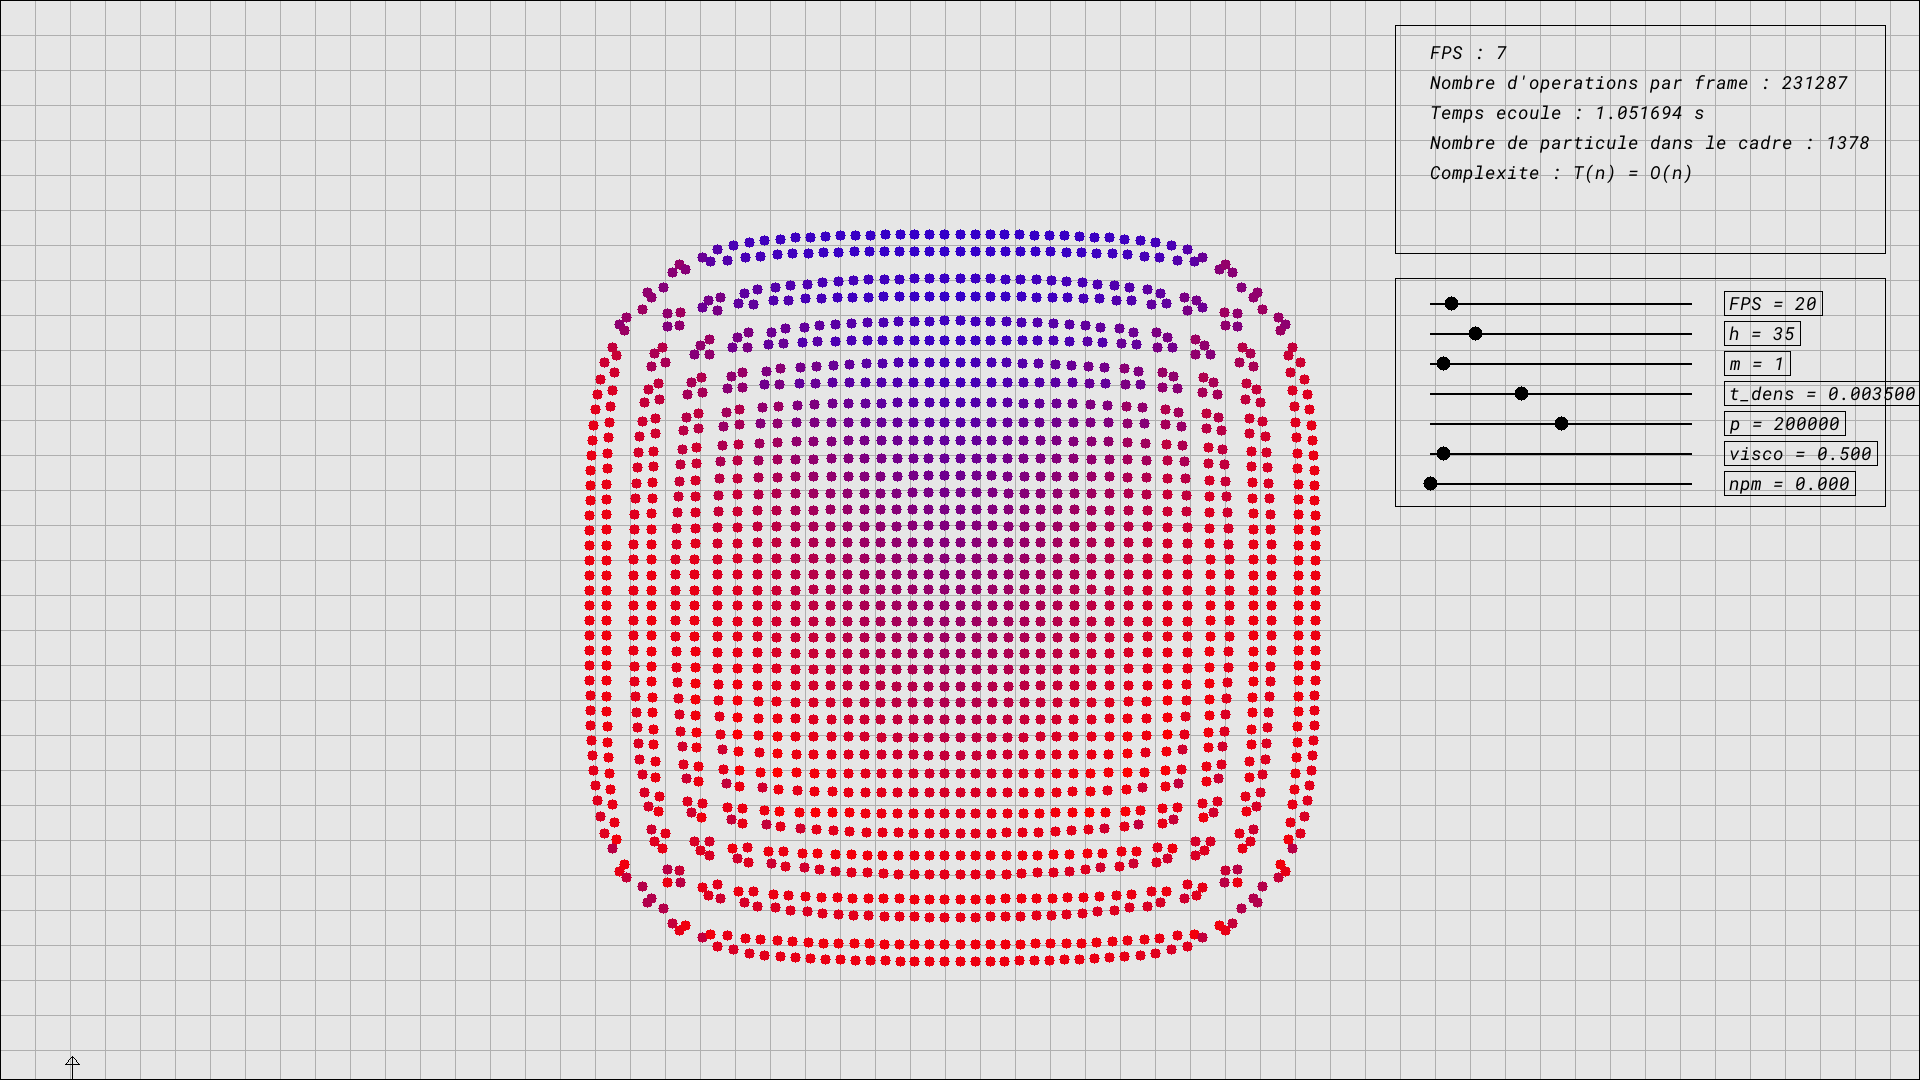 FPS : 7
Nombre d'operations par frame : 231287
Temps ecoule : 1.051694 s
Nombre de particule dans le cadre : 1378
Complexite : T(n) = O(n)
FPS = 20
h = 35
m = 1
t_dens = 0.003500
p = 200000
visco = 0.500
npm = 0.000